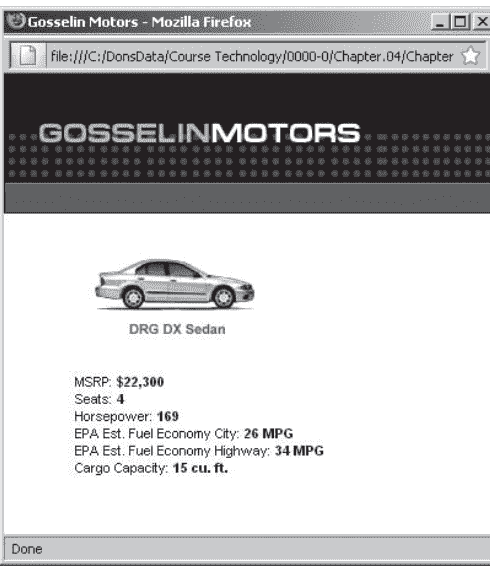 Gosselin Motors - Mozilla Firefox
file:///C:/DonsData/Course Technology/0000-0/Chapter.04/Chapter
GOSSELINMOTORS
DRG DX Sedan
MSRP: $22,300
Seats: 4
Horsepower: 169
EPA Est. Fuel Economy City: 26 MPG
EPA Est. Fuel Economy Highway: 34 MPG
Cargo Capacity: 15 cu. ft.
Done